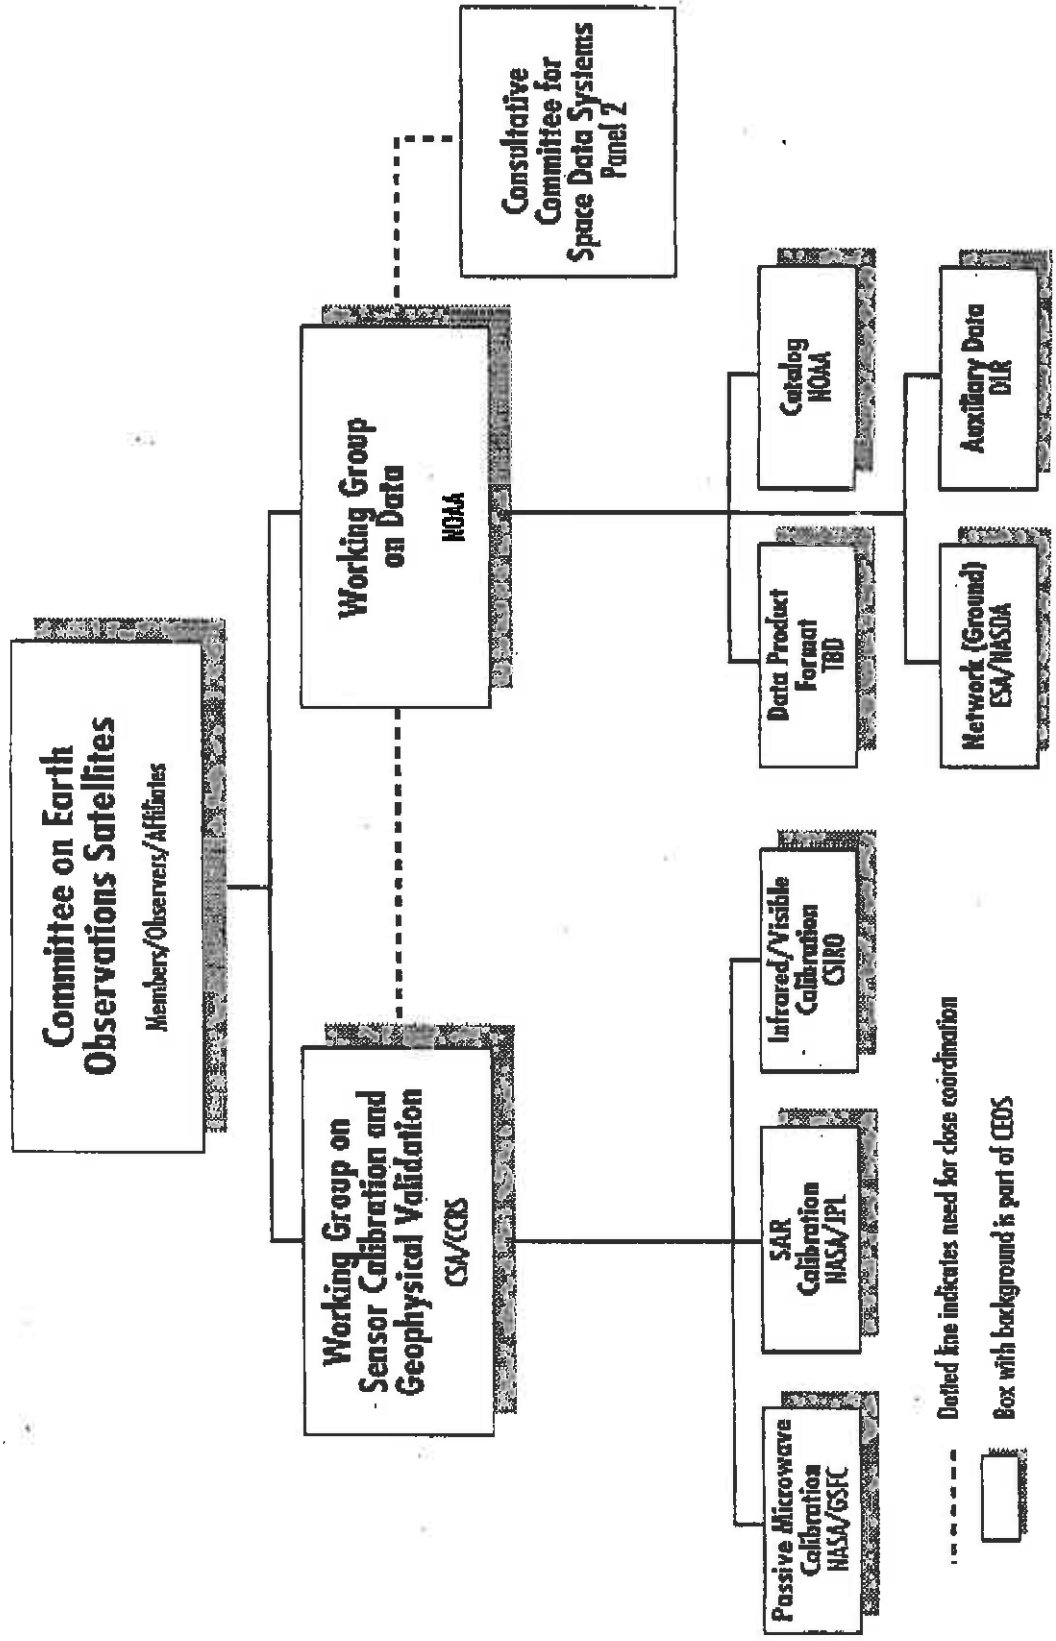 Committee on Earth
Observations Satellites
Members/Observers/Affiliates
Working Group on
Sensor Calibration and
Geophysical Validation
CSA/CCRS
Working Group
on Data
NOAA
Consultative
Committee for
Space Data Systems
Panel 2
Passive Microwave
Calibration
NASA/GSFC
SAR
Calibration
NASA/JPL
Infrared/Visible
Calibration
CSIRO
Data Product
Format
TBD
Catalog
NOAA
Network (Ground)
ESA/NASDA
Auxiliary Data
DLR
Dotted line indicates need for close coordination
Box with background is part of CEOS